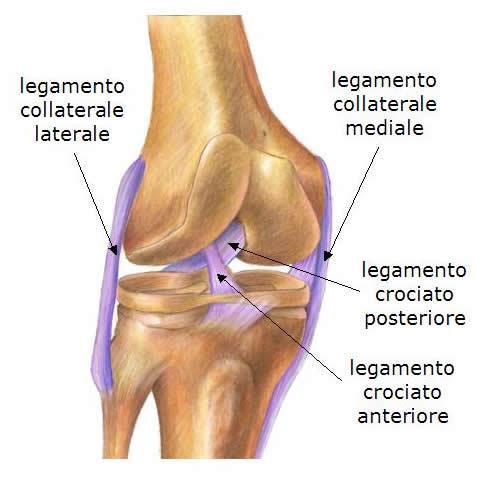 legamento
collaterale
laterale
legamento
collaterale
mediale
legamento
crociato
posteriore
legamento
crociato
anteriore